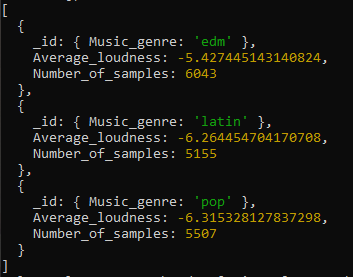 [
  {
    _id: { Music_genre: 'edm' },
    Average_loudness: -5.427445143140824,
    Number_of_samples: 6043
  },
  {
    _id: { Music_genre: 'latin' },
    Average_loudness: -6.264454704170708,
    Number_of_samples: 5155
  },
  {
    _id: { Music_genre: 'pop' },
    Average_loudness: -6.315328127837298,
    Number_of_samples: 5507
  }
]